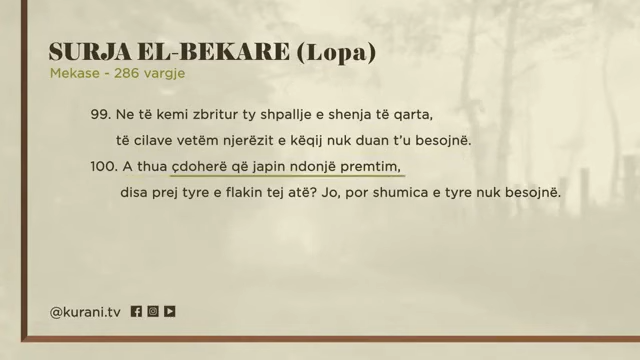 SURJA EL-BEKARE (Lopa)
Mekase - 286 vargje
99. Ne të kemi zbritur ty shpallje e shenja të qarta,
të cilave vetëm njerëzit e këqij nuk duan t'u besojnë.
100. A thua çdoherë që japin ndonjë premtim,
disa prej tyre e flakin tej atë? Jo, por shumica e tyre nuk besojnë.
@kurani.tv